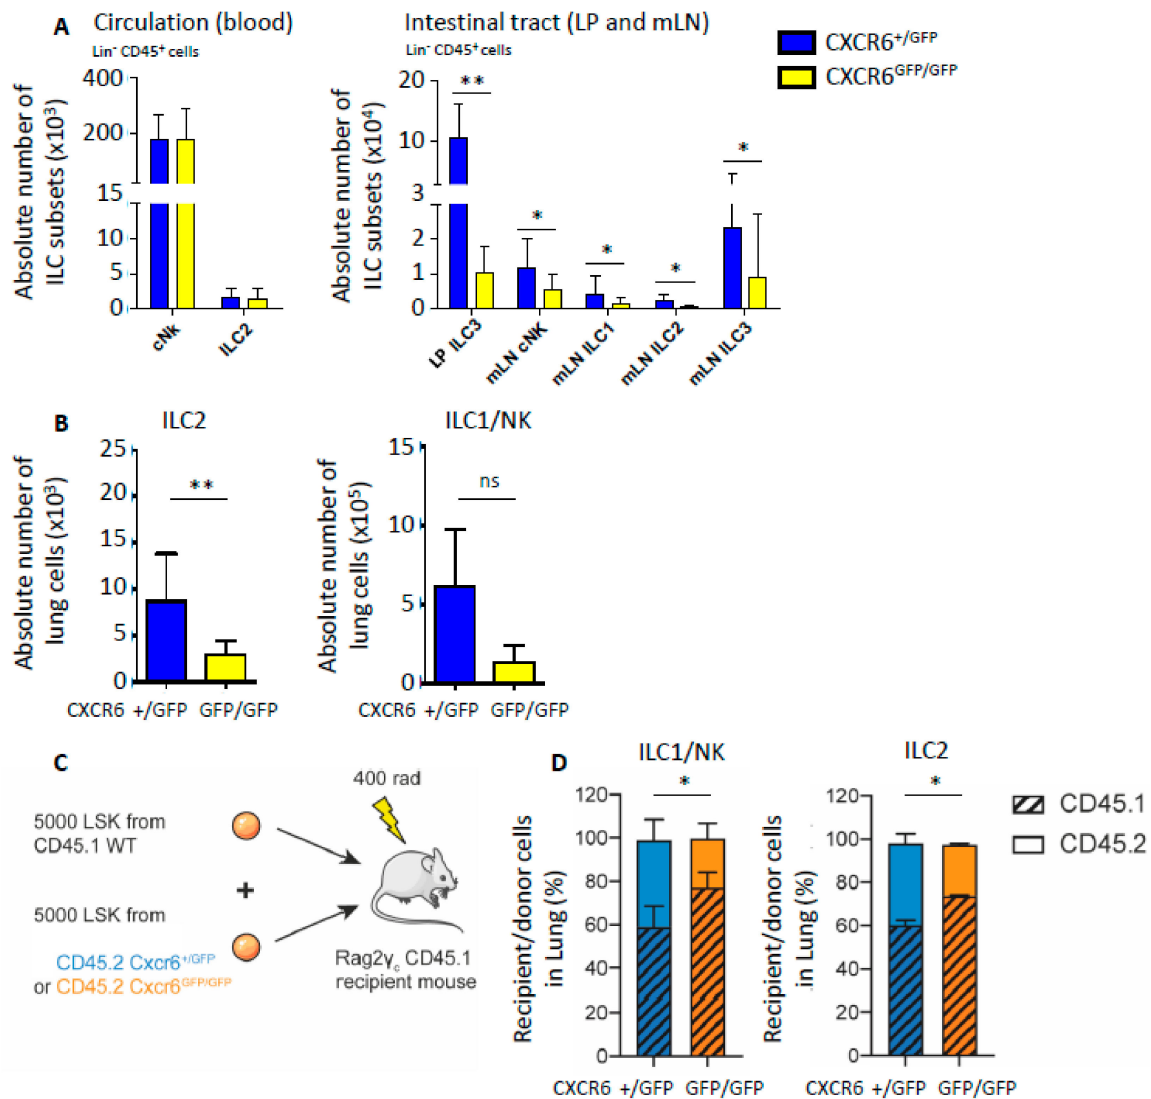 A
Circulation (blood)
Lin- CD45+ cells
Absolute number of
ILC subsets (x10³)
400
200
15
10
5
0
cNk
ILC2
Intestinal tract (LP and mLN)
Lin- CD45+ cells
Absolute number of
ILC subsets (x10⁴)
20
10
3
3
2
1
0
**
*
*
*
*
LP ILC3
mLN cNK
mLN ILC1
mLN ILC2
mLN ILC3
CXCR6+/GFP
CXCR6GFP/GFP
B
ILC2
Absolute number of
lung cells (x10³)
25
20
15
10
5
0
**
CXCR6 +/GFP GFP/GFP
ILC1/NK
Absolute number of
lung cells (x10⁵)
15
10
5
0
ns
CXCR6 +/GFP GFP/GFP
C
5000 LSK from
CD45.1 WT
+
5000 LSK from
CD45.2 Cxcr6+/GFP
or CD45.2 Cxcr6GFP/GFP
400 rad
Rag2γc CD45.1
recipient mouse
D
ILC1/NK
Recipient/donor cells
in Lung (%)
120
100
80
60
40
20
0
*
CXCR6 +/GFP GFP/GFP
ILC2
Recipient/donor cells
in Lung (%)
120
100
80
60
40
20
0
*
CXCR6 +/GFP GFP/GFP
CD45.1
CD45.2